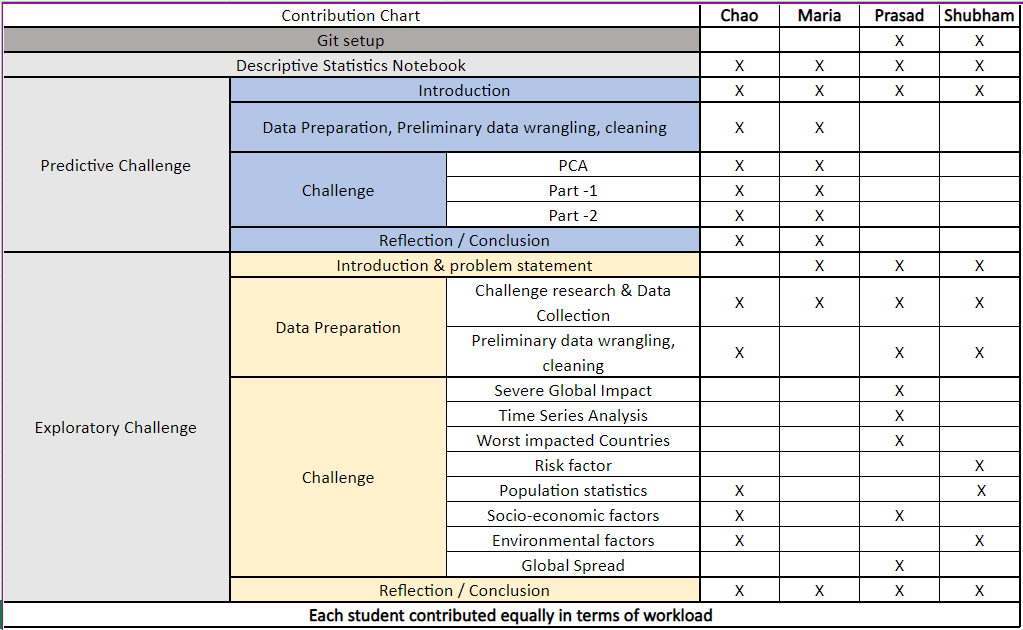 Contribution Chart Chao Maria Prasad Shubham
Git setup X X
Descriptive Statistics Notebook X X X X
Predictive Challenge
Introduction X X X X
Data Preparation, Preliminary data wrangling, cleaning X X
Challenge
PCA X X
Part -1 X X
Part -2 X X
Reflection / Conclusion X X
Exploratory Challenge
Introduction & problem statement X X X
Data Preparation
Challenge research & Data
Collection
X X X X
Preliminary data wrangling,
cleaning
X X X
Challenge
Severe Global Impact X
Time Series Analysis X
Worst impacted Countries X
Risk factor X
Population statistics X X
Socio-economic factors X X
Environmental factors X X
Global Spread X
Reflection / Conclusion X X X X
Each student contributed equally in terms of workload